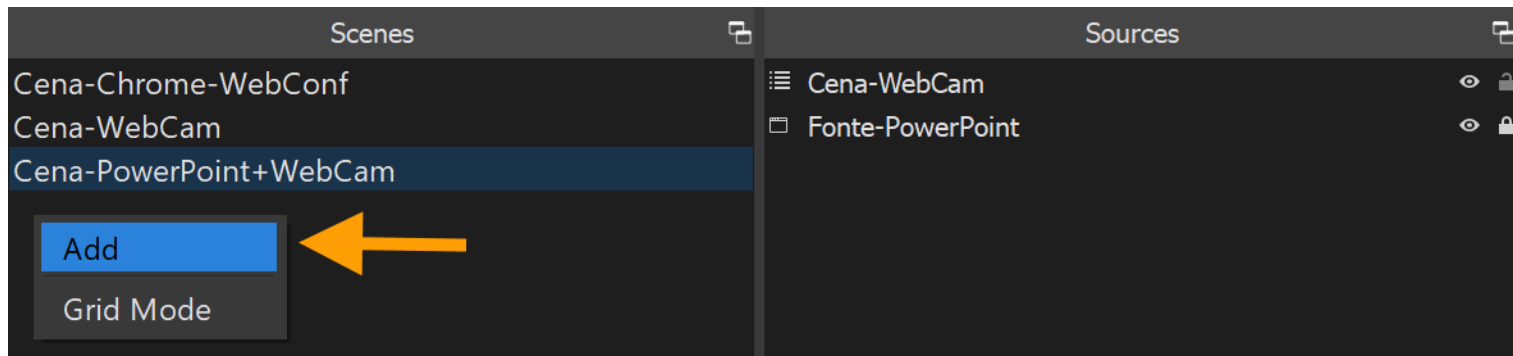 Scenes
Cena-Chrome-WebConf
Cena-WebCam
Cena-PowerPoint+WebCam
Add
Grid Mode
Sources
Cena-WebCam
Fonte-PowerPoint